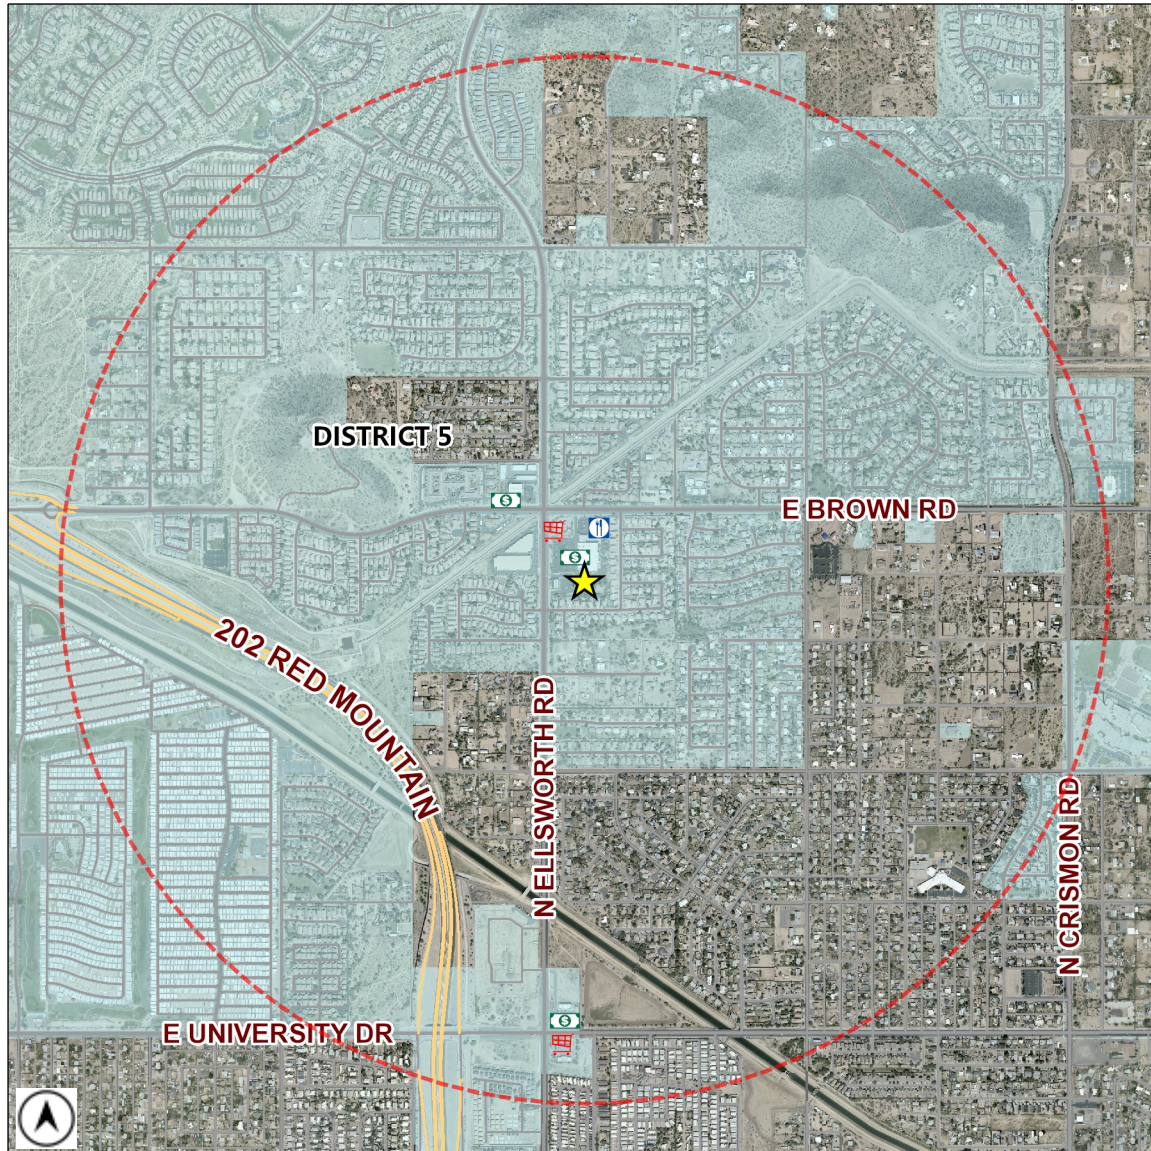 DISTRICT 5
E BROWN RD
202 RED MOUNTAIN
N ELLSWORTH RD
N CRISMON RD
E UNIVERSITY DR
$
$
$